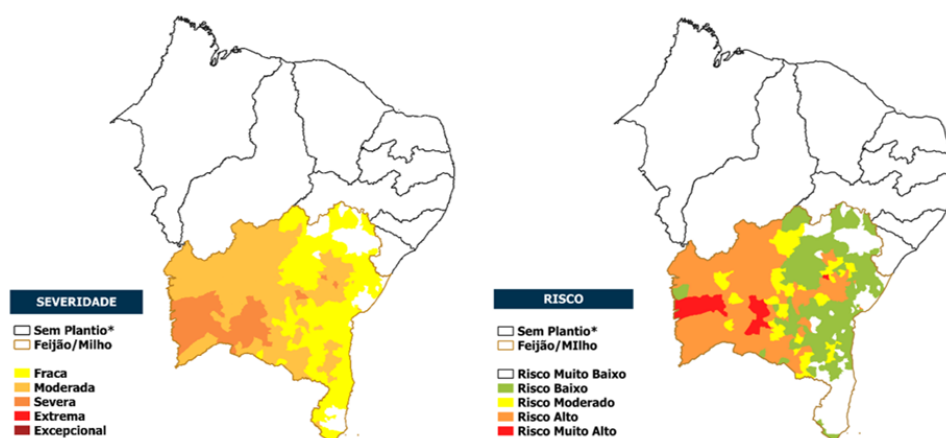 SEVERIDADE
Sem Plantio*
Feijão/Milho
Fraca
Moderada
Severa
Extrema
Excepcional
RISCO
Sem Plantio*
Feijão/MIlho
Risco Muito Baixo
Risco Baixo
Risco Moderado
Risco Alto
Risco Muito Alto